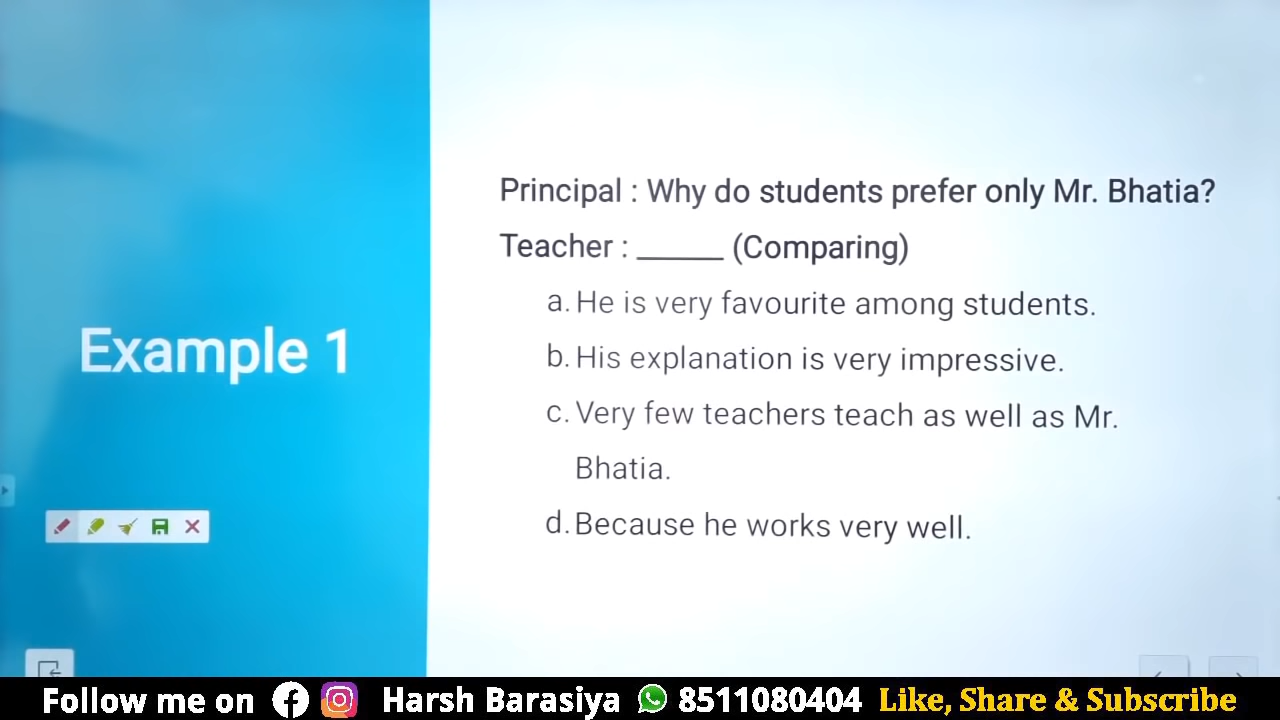 Example 1
Principal : Why do students prefer only Mr. Bhatia?
Teacher : ______ (Comparing)
a. He is very favourite among students.
b. His explanation is very impressive.
c. Very few teachers teach as well as Mr.
Bhatia.
d. Because he works very well.
Follow me on Harsh Barasiya 8511080404 Like, Share & Subscribe